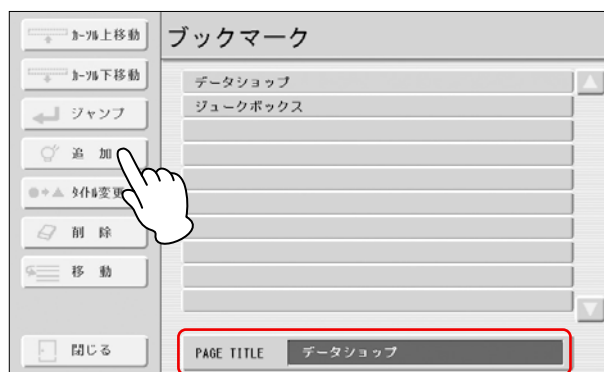 ブックマーク
ｶｰｿﾙ上移動
ｶｰｿﾙ下移動
ジャンプ
追 加
ﾀｲﾄﾙ変更
削 除
移 動
閉じる
データショップ
ジュークボックス
PAGE TITLE データショップ